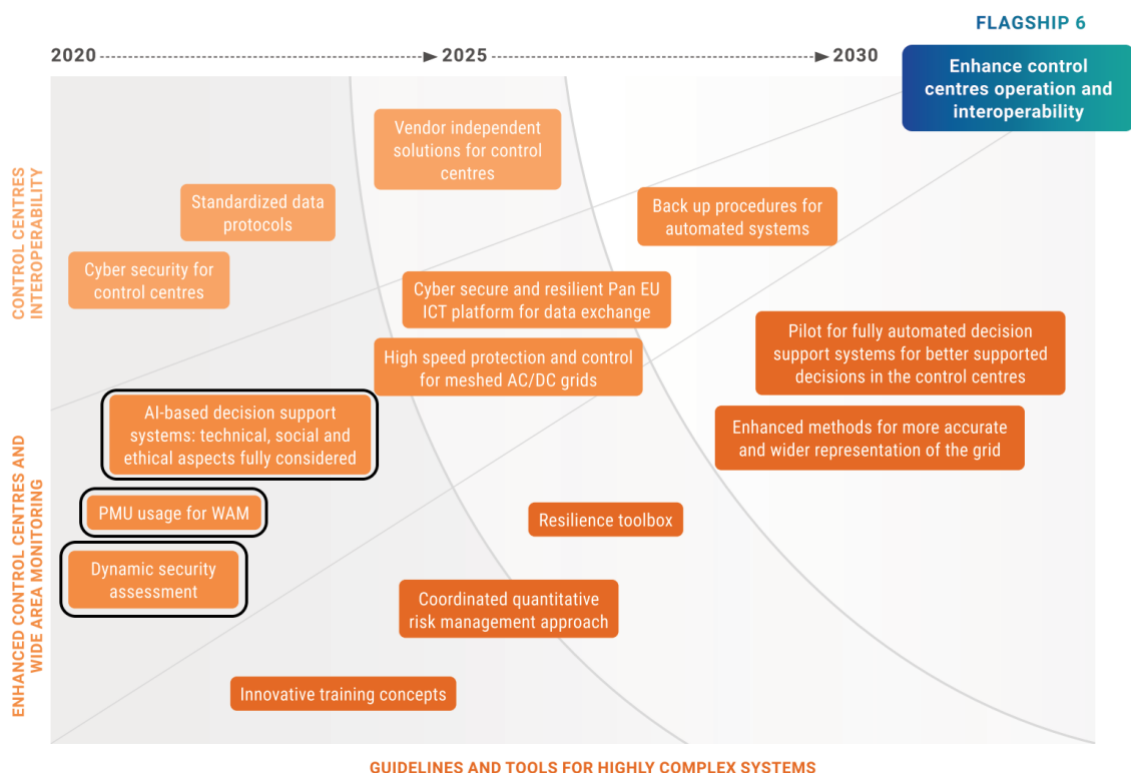 FLAGSHIP 6
2020
2025
2030
Enhance control
centres operation and
interoperability
CONTROL CENTRES
INTEROPERABILITY
Vendor independent
solutions for control
centres
Standardized data
protocols
Back up procedures for
automated systems
Cyber security for
control centres
Cyber secure and resilient Pan EU
ICT platform for data exchange
Pilot for fully automated decision
support systems for better supported
decisions in the control centres
High speed protection and control
for meshed AC/DC grids
ENHANCED CONTROL CENTRES AND
WIDE AREA MONITORING
AI-based decision support
systems: technical, social and
ethical aspects fully considered
Enhanced methods for more accurate
and wider representation of the grid
PMU usage for WAM
Resilience toolbox
Dynamic security
assessment
Coordinated quantitative
risk management approach
Innovative training concepts
GUIDELINES AND TOOLS FOR HIGHLY COMPLEX SYSTEMS